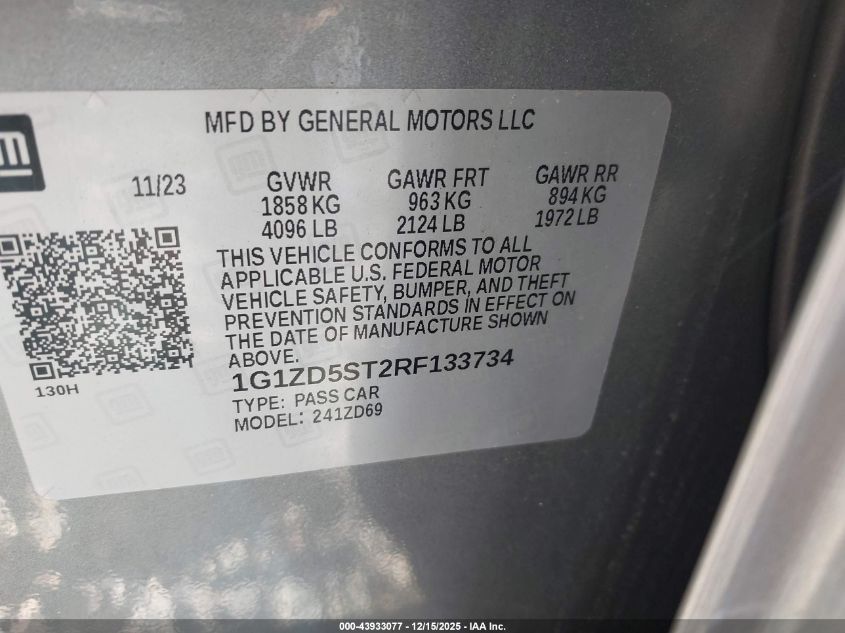 gm
MFD BY GENERAL MOTORS LLC
11/23 GVWR GAWR FRT GAWR RR
1858 KG 963 KG 894 KG
4096 LB 2124 LB 1972 LB
THIS VEHICLE CONFORMS TO ALL
APPLICABLE U.S. FEDERAL MOTOR
VEHICLE SAFETY, BUMPER, AND THEFT
PREVENTION STANDARDS IN EFFECT ON
THE DATE OF MANUFACTURE SHOWN
ABOVE.
130H
1G1ZD5ST2RF133734
TYPE: PASS CAR
MODEL: 241ZD69
000-43933077 - 12/15/2025 - IAA Inc.